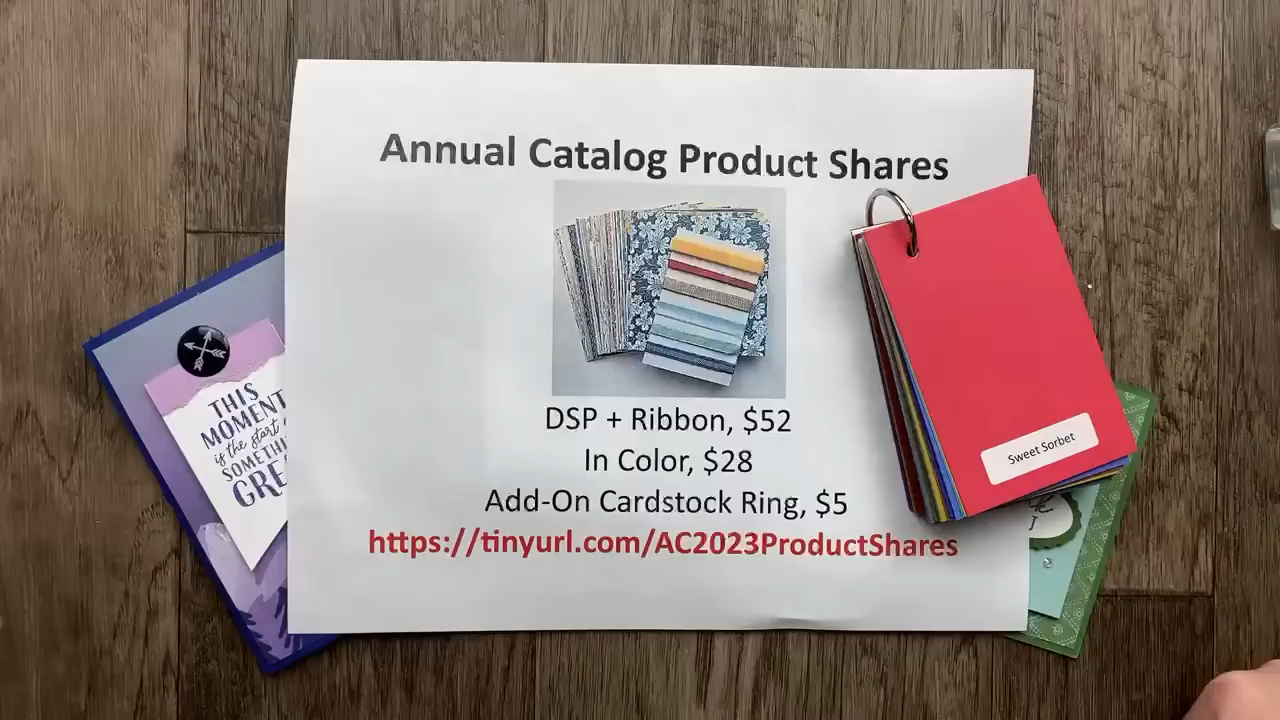 Annual Catalog Product Shares
DSP + Ribbon, $52
In Color, $28
Add-On Cardstock Ring, $5
https://tinyurl.com/AC2023ProductShares
Sweet Sorbet
THIS
MOMENT
is the start
SOMETH
GRE